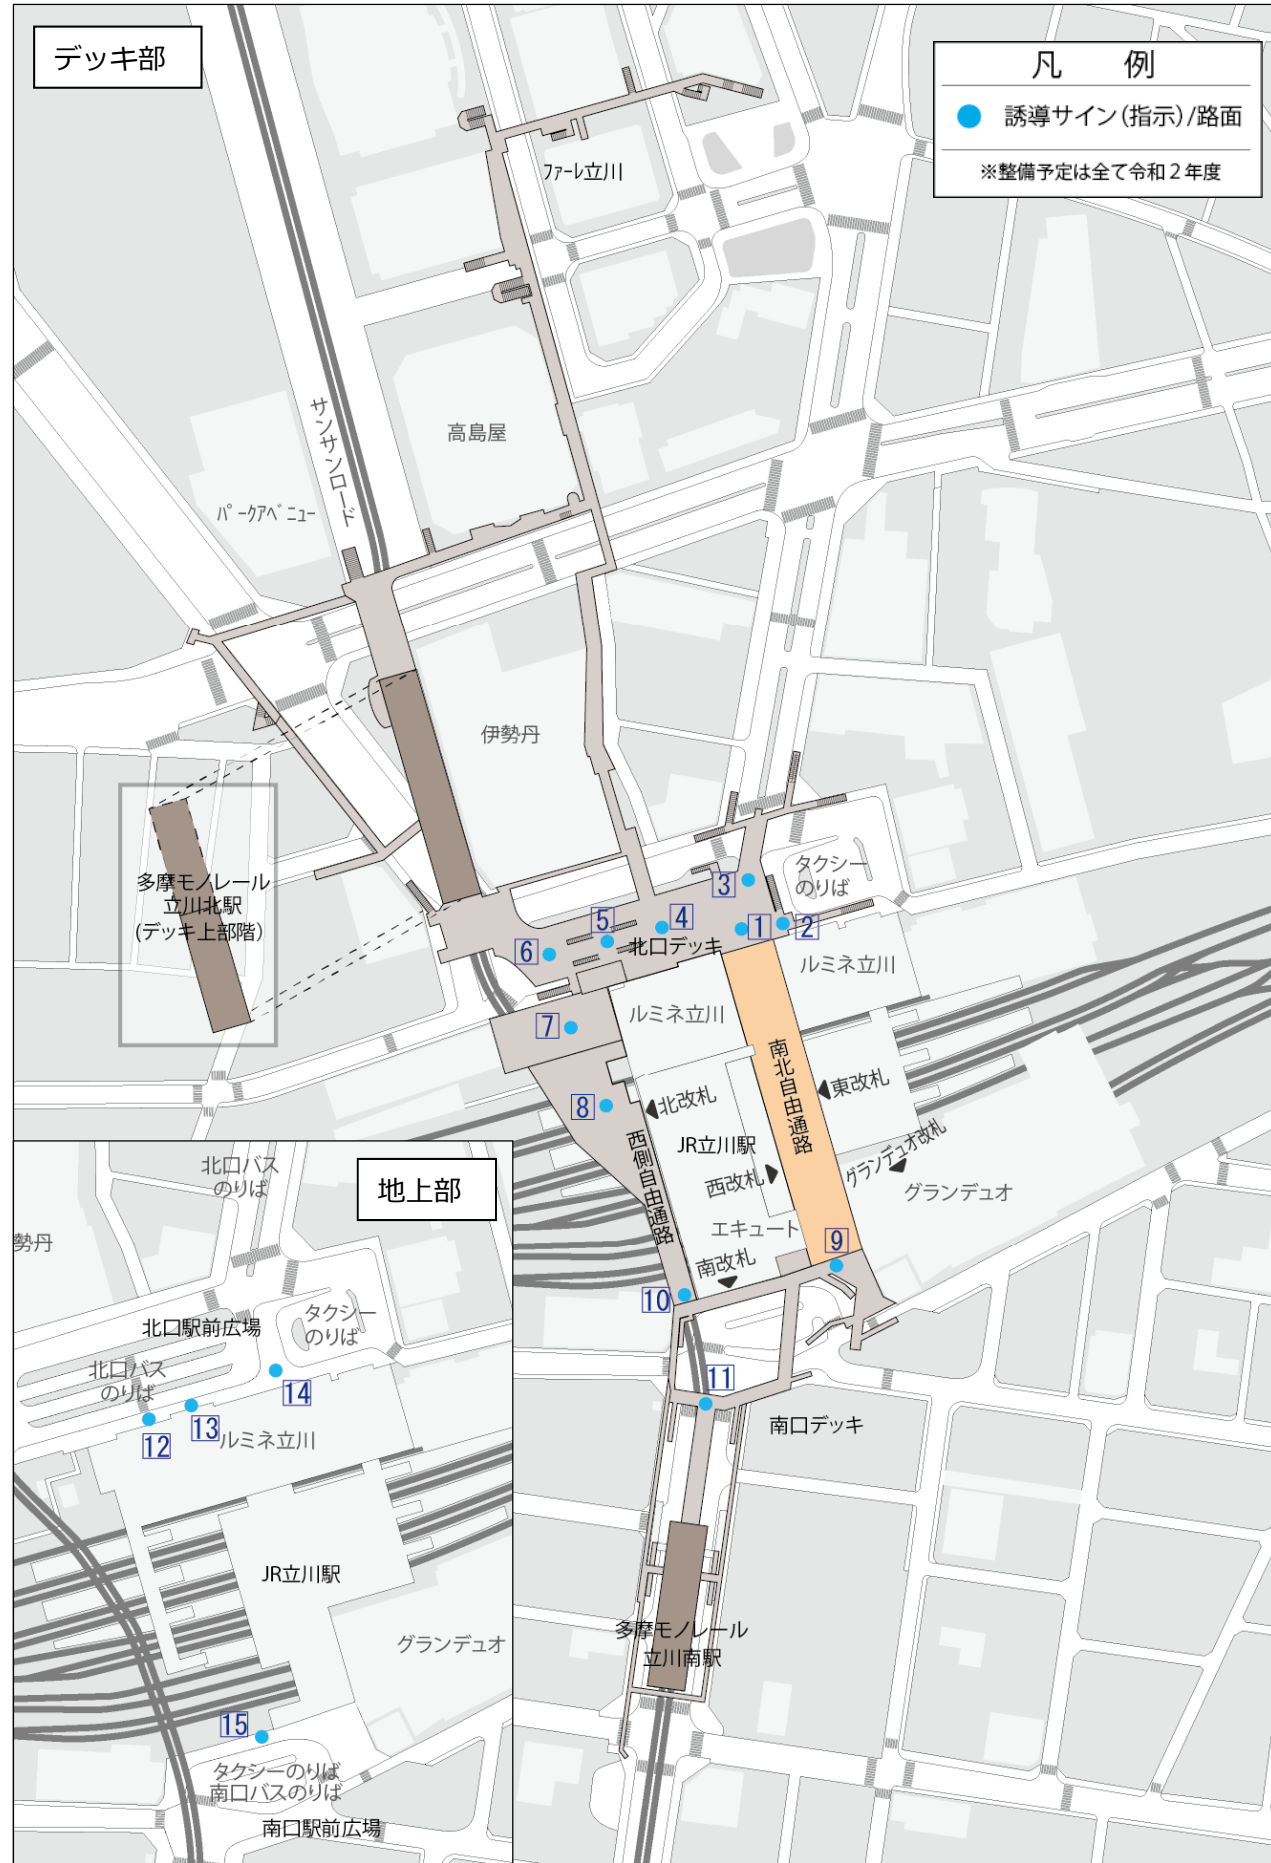 デッキ部
凡　例
誘導サイン(指示)/路面
※整備予定は全て令和2年度
ファーレ立川
サンサンロード
高島屋
パークアベニュー
伊勢丹
多摩モノレール
立川北駅
(デッキ上部階)
タクシー
のりば
3
1
2
4
5
6
北口デッキ
ルミネ立川
ルミネ立川
7
南北自由通路
東改札
8
北改札
西側自由通路
JR立川駅
西改札
グランデュオ改札
グランデュオ
エキュート
9
南改札
10
11
南口デッキ
多摩モノレール
立川南駅
地上部
北口バス
のりば
勢丹
タクシー
のりば
北口駅前広場
北口バス
のりば
14
13
12
ルミネ立川
JR立川駅
グランデュオ
15
タクシーのりば
南口バスのりば
南口駅前広場